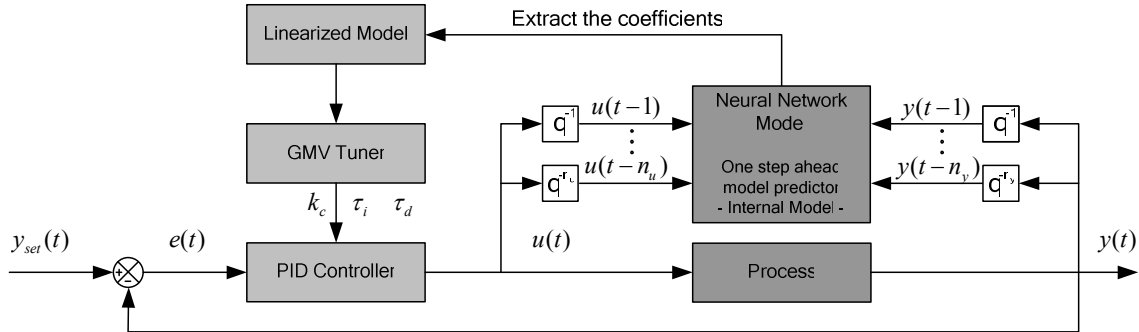 Extract the coefficients
Linearized Model
Neural Network
Mode
u(t−1)
y(t−1)
q⁻¹
q⁻¹
GMV Tuner
One step ahead
model predictor
- Internal Model -
u(t−nᵤ)
y(t−n_y)
q⁻ⁿ
q⁻ⁿy
k_c τ_i τ_d
y_set(t)
e(t)
u(t)
y(t)
PID Controller
Process
+
−